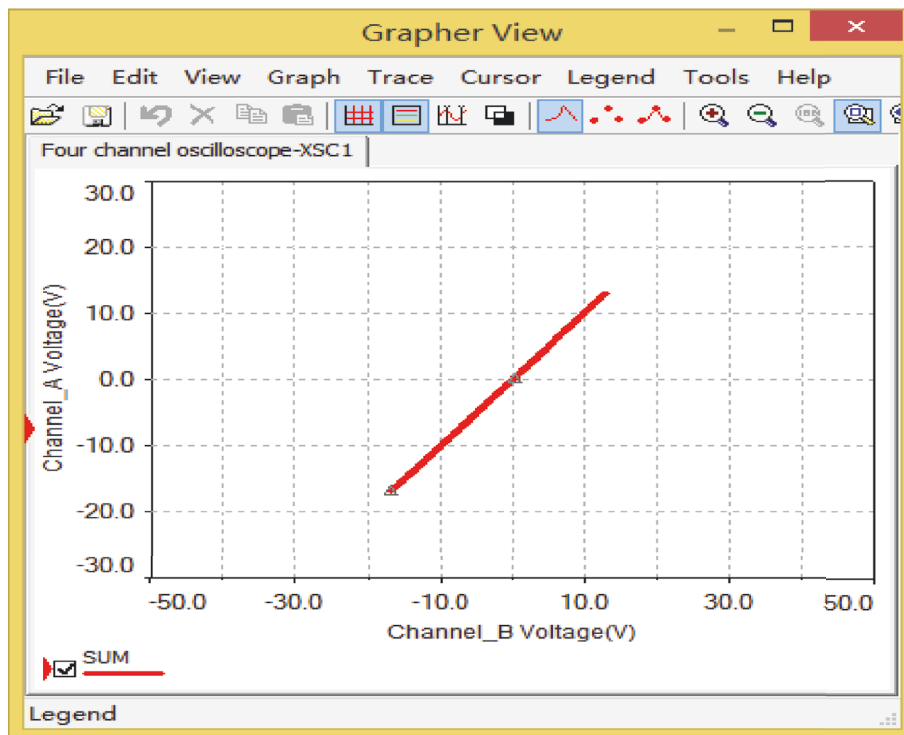 Grapher View
File Edit View Graph Trace Cursor Legend Tools Help
Four channel oscilloscope-XSC1
30.0
20.0
10.0
0.0
-10.0
-20.0
-30.0
Channel_A Voltage(V)
-50.0 -30.0 -10.0 10.0 30.0 50.0
Channel_B Voltage(V)
SUM
Legend